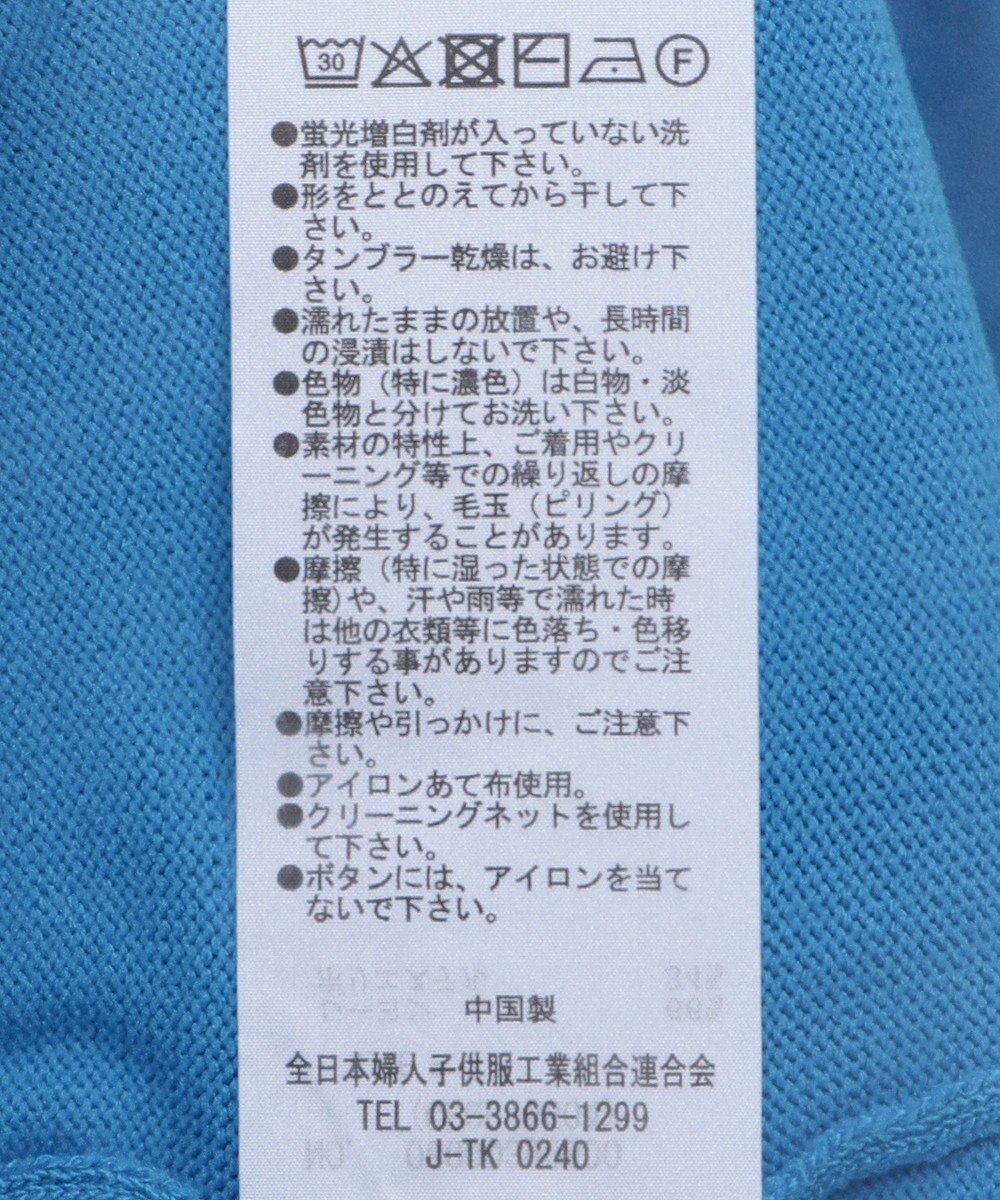 30
F
●蛍光増白剤が入っていない洗
剤を使用して下さい。
●形をととのえてから干して下
さい。
●タンブラー乾燥は、お避け下
さい。
●濡れたままの放置や、長時間
の浸漬はしないで下さい。
●色物（特に濃色）は白物・淡
色物と分けてお洗い下さい。
●素材の特性上、ご着用やクリ
ーニング等での繰り返しの摩
擦により、毛玉（ピリング）
が発生することがあります。
●摩擦（特に湿った状態での摩
擦)や、汗や雨等で濡れた時
は他の衣類等に色落ち・色移
りする事がありますのでご注
意下さい。
●摩擦や引っかけに、ご注意下
さい。
●アイロンあて布使用。
●クリーニングネットを使用し
て下さい。
●ボタンには、アイロンを当て
ないで下さい。
中国製
全日本婦人子供服工業組合連合会
TEL 03-3866-1299
J-TK 0240